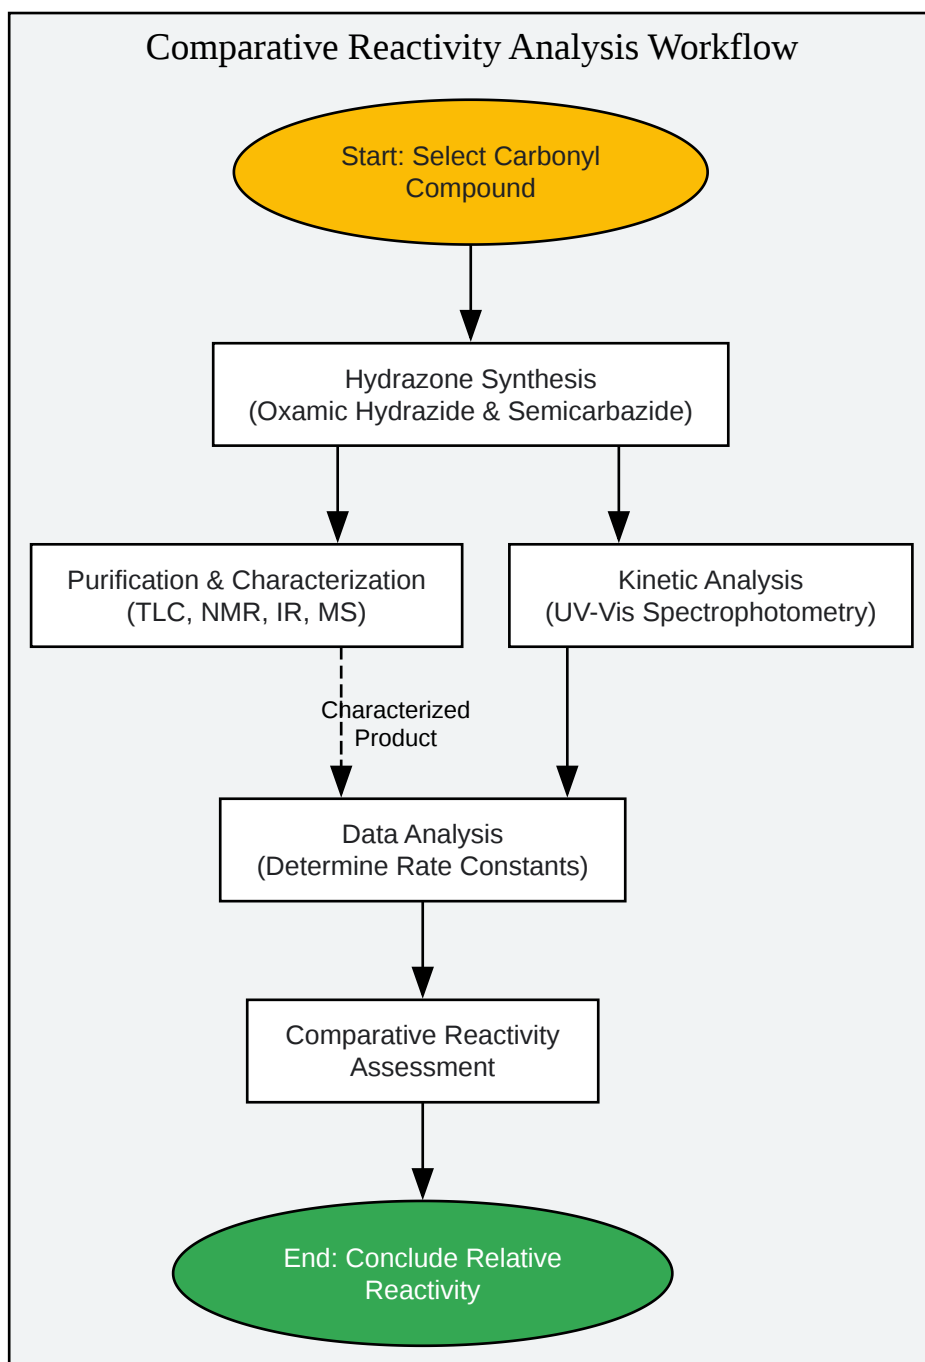 Comparative Reactivity Analysis Workflow
Start: Select Carbonyl
Compound
Hydrazone Synthesis
(Oxamic Hydrazide & Semicarbazide)
Purification & Characterization
(TLC, NMR, IR, MS)
Kinetic Analysis
(UV-Vis Spectrophotometry)
Characterized
Product
Data Analysis
(Determine Rate Constants)
Comparative Reactivity
Assessment
End: Conclude Relative
Reactivity